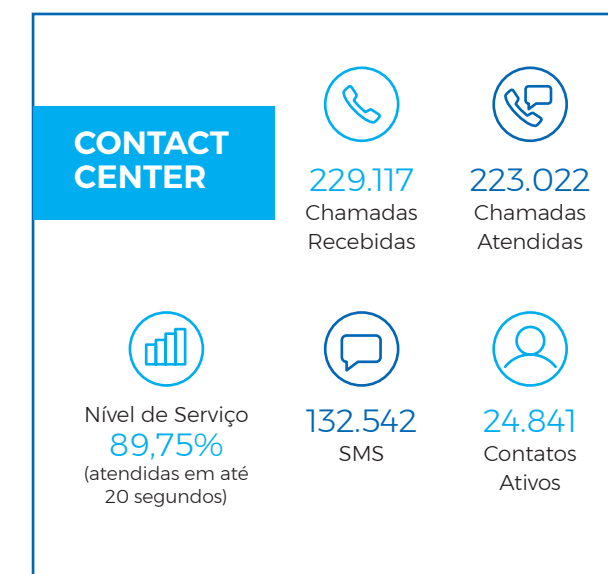 CONTACT
CENTER
229.117
Chamadas
Recebidas
223.022
Chamadas
Atendidas
Nível de Serviço
89,75%
(atendidas em até
20 segundos)
132.542
SMS
24.841
Contatos
Ativos